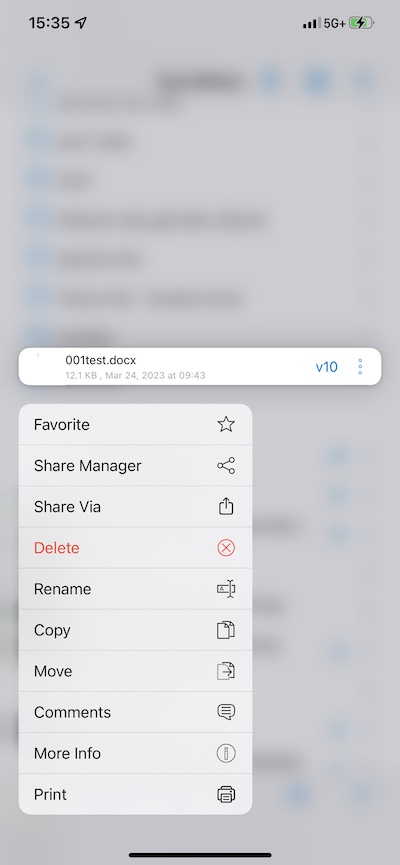 15:35
5G+
001test.docx
12.1 KB , Mar 24, 2023 at 09:43
v10
Favorite
Share Manager
Share Via
Delete
Rename
Copy
Move
Comments
More Info
Print